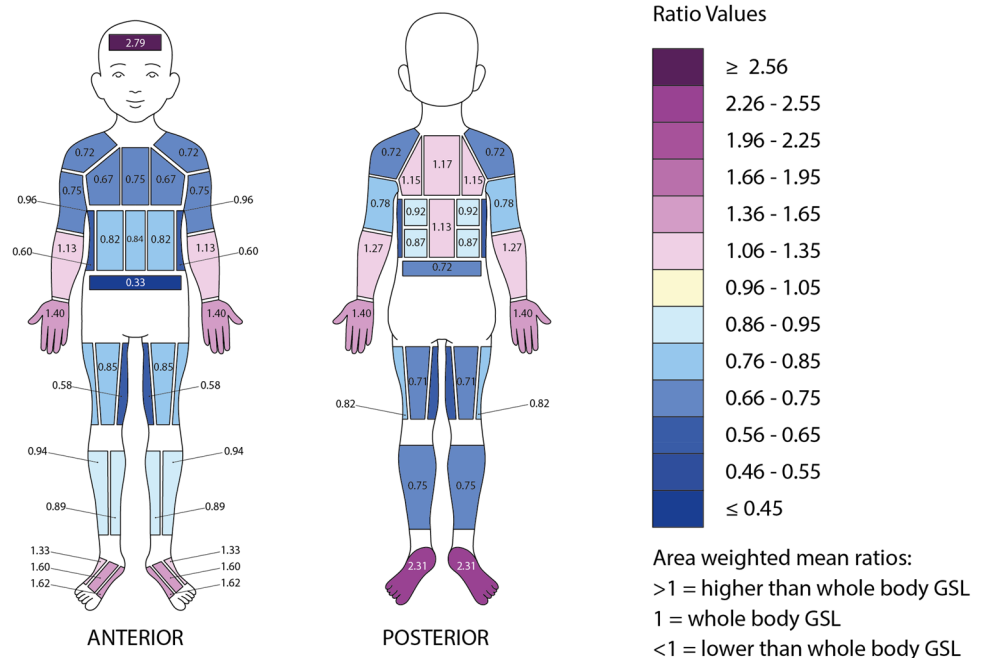 Ratio Values
≥ 2.56
2.26 - 2.55
1.96 - 2.25
1.66 - 1.95
1.36 - 1.65
1.06 - 1.35
0.96 - 1.05
0.86 - 0.95
0.76 - 0.85
0.66 - 0.75
0.56 - 0.65
0.46 - 0.55
≤ 0.45
Area weighted mean ratios:
>1 = higher than whole body GSL
1 = whole body GSL
<1 = lower than whole body GSL
2.79
0.72 0.72
0.67 0.75 0.67
0.75 0.75
0.96 0.96
0.82 0.84 0.82
1.13 1.13
0.60 0.60
0.33
1.40 1.40
0.85 0.85
0.58 0.58
0.94 0.94
0.89 0.89
1.33 1.33
1.60 1.60
1.62 1.62
ANTERIOR
0.72 0.72
1.17
1.15 1.15
0.78 0.78
0.92 0.92
1.13
0.87 0.87
1.27 1.27
0.72
1.40 1.40
0.71 0.71
0.82 0.82
0.75 0.75
2.31 2.31
POSTERIOR